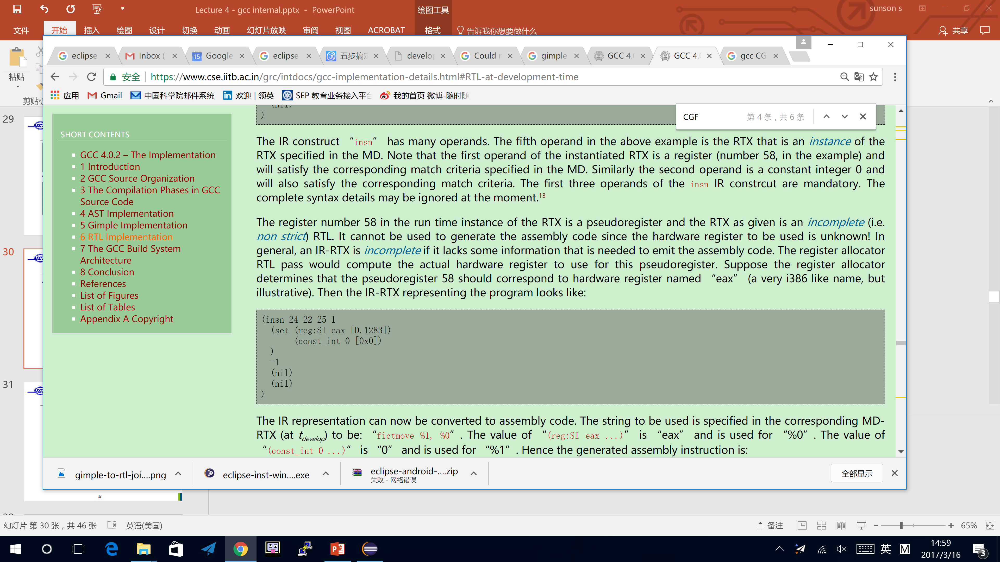 Lecture 4 - gcc internal.pptx - PowerPoint
绘图工具
sunson s
文件 开始 插入 绘图 设计 切换 动画 幻灯片放映 审阅 视图 ACROBAT 格式 告诉我你想要做什么 共享
粘贴
剪贴板
eclipse
Inbox (
Google
eclipse
五步搞定
develop
Could
gimple
GCC 4.0
GCC 4.0
gcc CG
安全 https://www.cse.iitb.ac.in/grc/intdocs/gcc-implementation-details.html#RTL-at-development-time
应用 Gmail 中国科学院邮件系统 欢迎 | 领英 SEP 教育业务接入平台 我的首页 微博-随时随
CGF 第 4 条，共 6 条
29
30
31
SHORT CONTENTS
GCC 4.0.2 – The Implementation
1 Introduction
2 GCC Source Organization
3 The Compilation Phases in GCC
Source Code
4 AST Implementation
5 Gimple Implementation
6 RTL Implementation
7 The GCC Build System
Architecture
8 Conclusion
References
List of Figures
List of Tables
Appendix A Copyright
(nil)
)
The IR construct “insn” has many operands. The fifth operand in the above example is the RTX that is an instance of the
RTX specified in the MD. Note that the first operand of the instantiated RTX is a register (number 58, in the example) and
will satisfy the corresponding match criteria specified in the MD. Similarly the second operand is a constant integer 0 and
will also satisfy the corresponding match criteria. The first three operands of the insn IR constrcut are mandatory. The
complete syntax details may be ignored at the moment.13
The register number 58 in the run time instance of the RTX is a pseudoregister and the RTX as given is an incomplete (i.e.
non strict) RTL. It cannot be used to generate the assembly code since the hardware register to be used is unknown! In
general, an IR-RTX is incomplete if it lacks some information that is needed to emit the assembly code. The register allocator
RTL pass would compute the actual hardware register to use for this pseudoregister. Suppose the register allocator
determines that the pseudoregister 58 should correspond to hardware register named “eax” (a very i386 like name, but
illustrative). Then the IR-RTX representing the program looks like:
(insn 24 22 25 1
(set (reg:SI eax [D.1283])
(const_int 0 [0x0])
)
-1
(nil)
(nil)
)
The IR representation can now be converted to assembly code. The string to be used is specified in the corresponding MD-
RTX (at tdevelop) to be: “fictmove %1, %0”. The value of “(reg:SI eax ...)” is “eax” and is used for “%0”. The value of
“(const_int 0 ...)” is “0” and is used for “%1”. Hence the generated assembly instruction is:
gimple-to-rtl-joi....png
eclipse-inst-win....exe
eclipse-android-....zip
失败 - 网络错误
全部显示
26
幻灯片 第 30 张，共 46 张 英语(美国) 备注 65%
英 M
14:59
2017/3/16
3